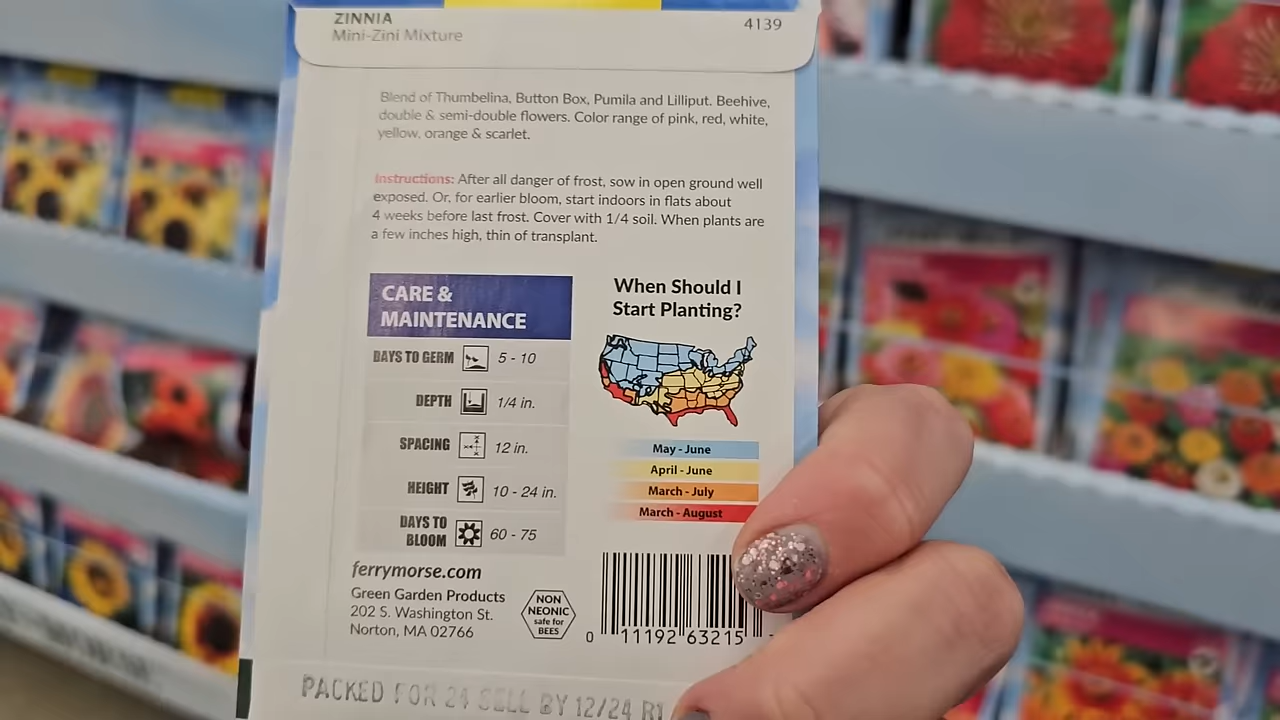 ZINNIA
4139
Mini-Zini Mixture
Blend of Thumbelina, Button Box, Pumila and Lilliput. Beehive,
double & semi-double flowers. Color range of pink, red, white,
yellow, orange & scarlet.
Instructions: After all danger of frost, sow in open ground well
exposed. Or, for earlier bloom, start indoors in flats about
4 weeks before last frost. Cover with 1/4 soil. When plants are
a few inches high, thin of transplant.
CARE &
MAINTENANCE
DAYS TO GERM 5 - 10
DEPTH 1/4 in.
SPACING 12 in.
HEIGHT 10 - 24 in.
DAYS TO
BLOOM 60 - 75
When Should I
Start Planting?
May - June
April - June
March - July
March - August
ferrymorse.com
Green Garden Products
202 S. Washington St.
Norton, MA 02766
NON
NEONIC
safe for
BEES
0 11192 63215
PACKED FOR 24 SELL BY 12/24 R1